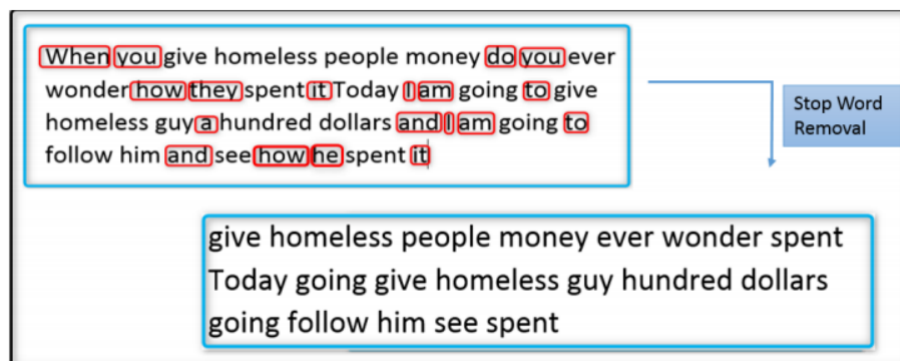 When you give homeless people money do you ever
wonder how they spent it Today I am going to give
homeless guy a hundred dollars and I am going to
follow him and see how he spent it
Stop Word
Removal
give homeless people money ever wonder spent
Today going give homeless guy hundred dollars
going follow him see spent